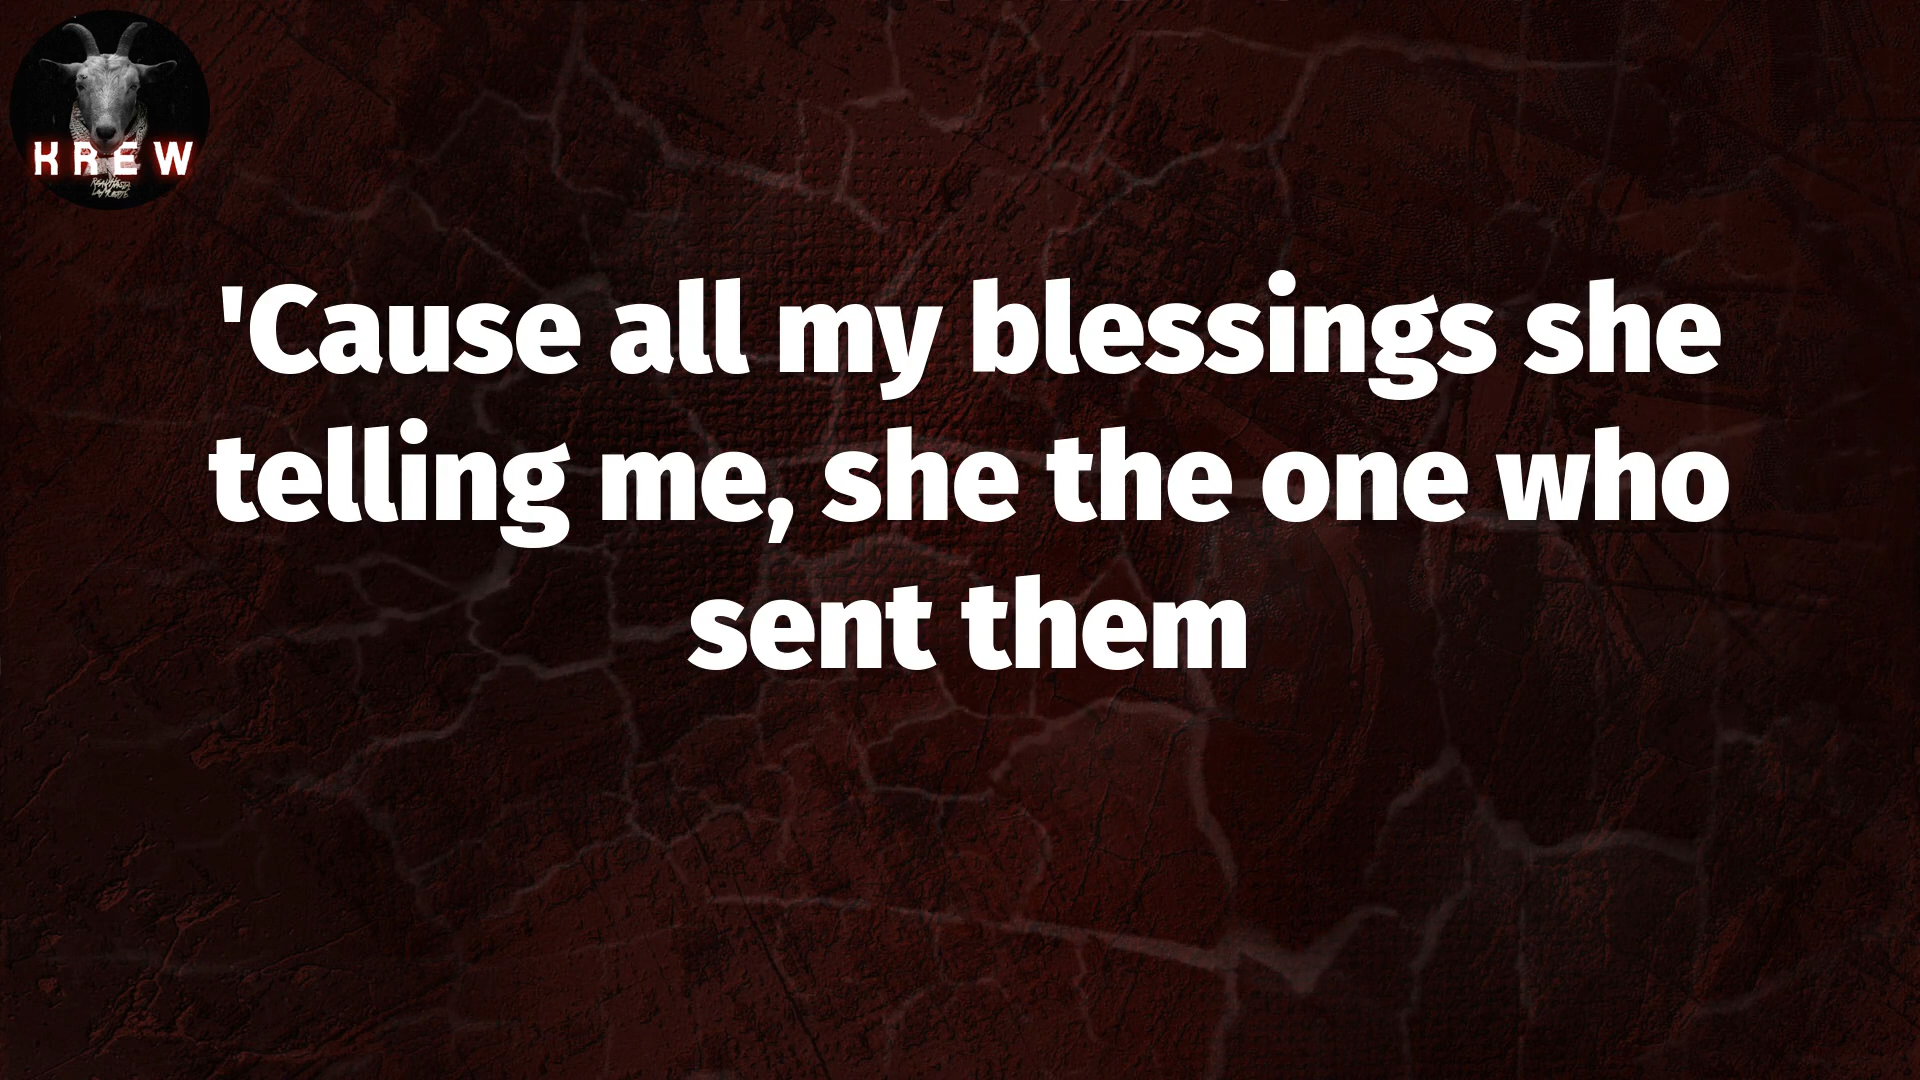 KREW
'Cause all my blessings she
telling me, she the one who
sent them